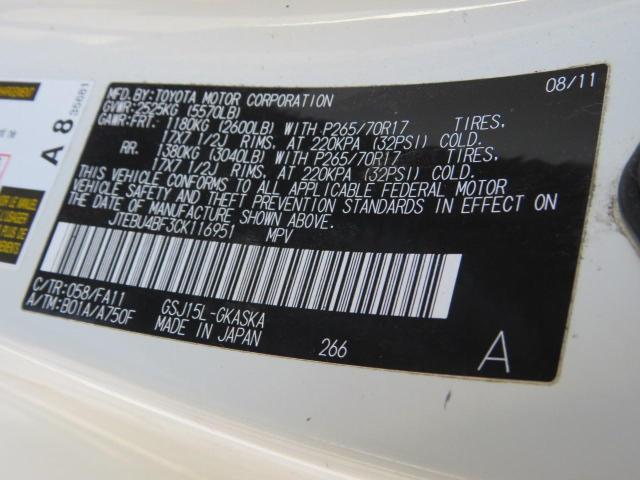 MFD.BY:TOYOTA MOTOR CORPORATION 08/11
GVWR:2525KG (5570LB)
GAWR:FRT: 1180KG (2600LB) WITH P265/70R17 TIRES,
17X7 1/2J RIMS, AT 220KPA (32PSI) COLD.
RR. 1380KG (3040LB) WITH P265/70R17 TIRES,
17X7 1/2J RIMS, AT 220KPA (32PSI) COLD.
THIS VEHICLE CONFORMS TO ALL APPLICABLE FEDERAL MOTOR
VEHICLE SAFETY AND THEFT PREVENTION STANDARDS IN EFFECT ON
THE DATE OF MANUFACTURE SHOWN ABOVE.
JTEBU4BF3CK116951 MPV
C/TR:058/FA11 GSJ15L-GKASKA
A/TM:B01A/A750F MADE IN JAPAN 266 A
A 8 35661